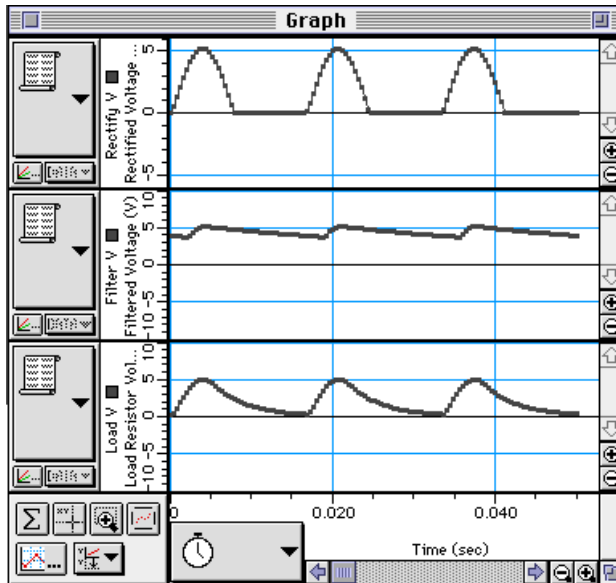 Graph
Rectify V
Rectified Voltage ...
5
0
-5
Filter V
Filtered Voltage (V)
10
5
0
-5
-10
Load V
Load Resistor Vol...
10
5
0
-5
-10
Σ
0
0.020
0.040
Time (sec)